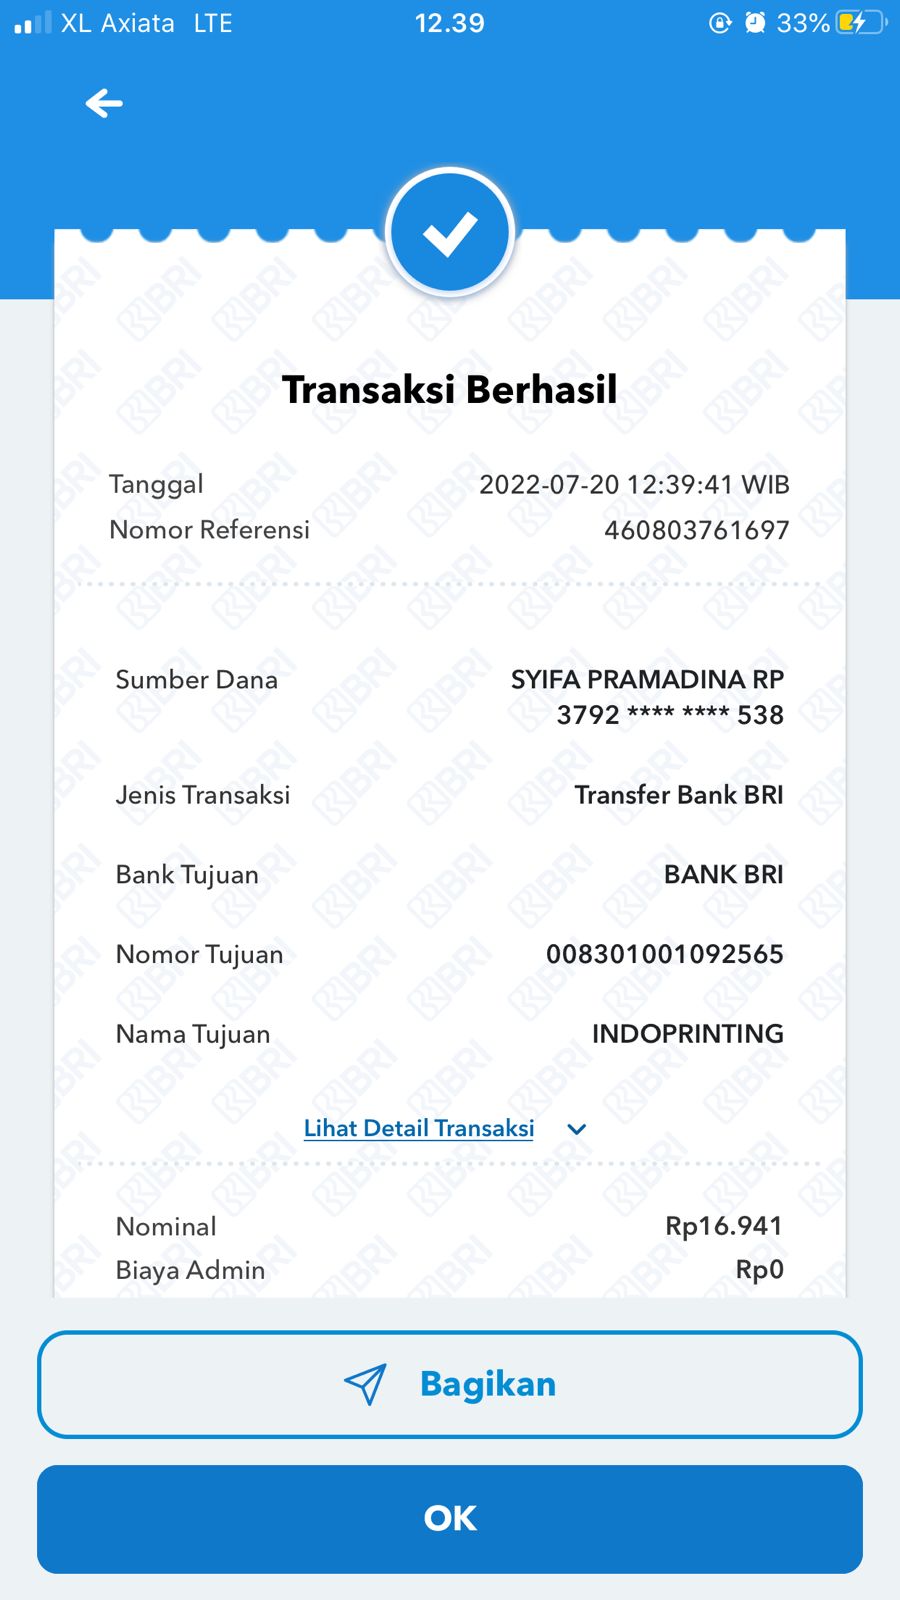 XL Axiata LTE 12.39 33%
Transaksi Berhasil
Tanggal 2022-07-20 12:39:41 WIB
Nomor Referensi 460803761697
Sumber Dana SYIFA PRAMADINA RP
3792 **** **** 538
Jenis Transaksi Transfer Bank BRI
Bank Tujuan BANK BRI
Nomor Tujuan 008301001092565
Nama Tujuan INDOPRINTING
Lihat Detail Transaksi
Nominal Rp16.941
Biaya Admin Rp0
Bagikan
OK